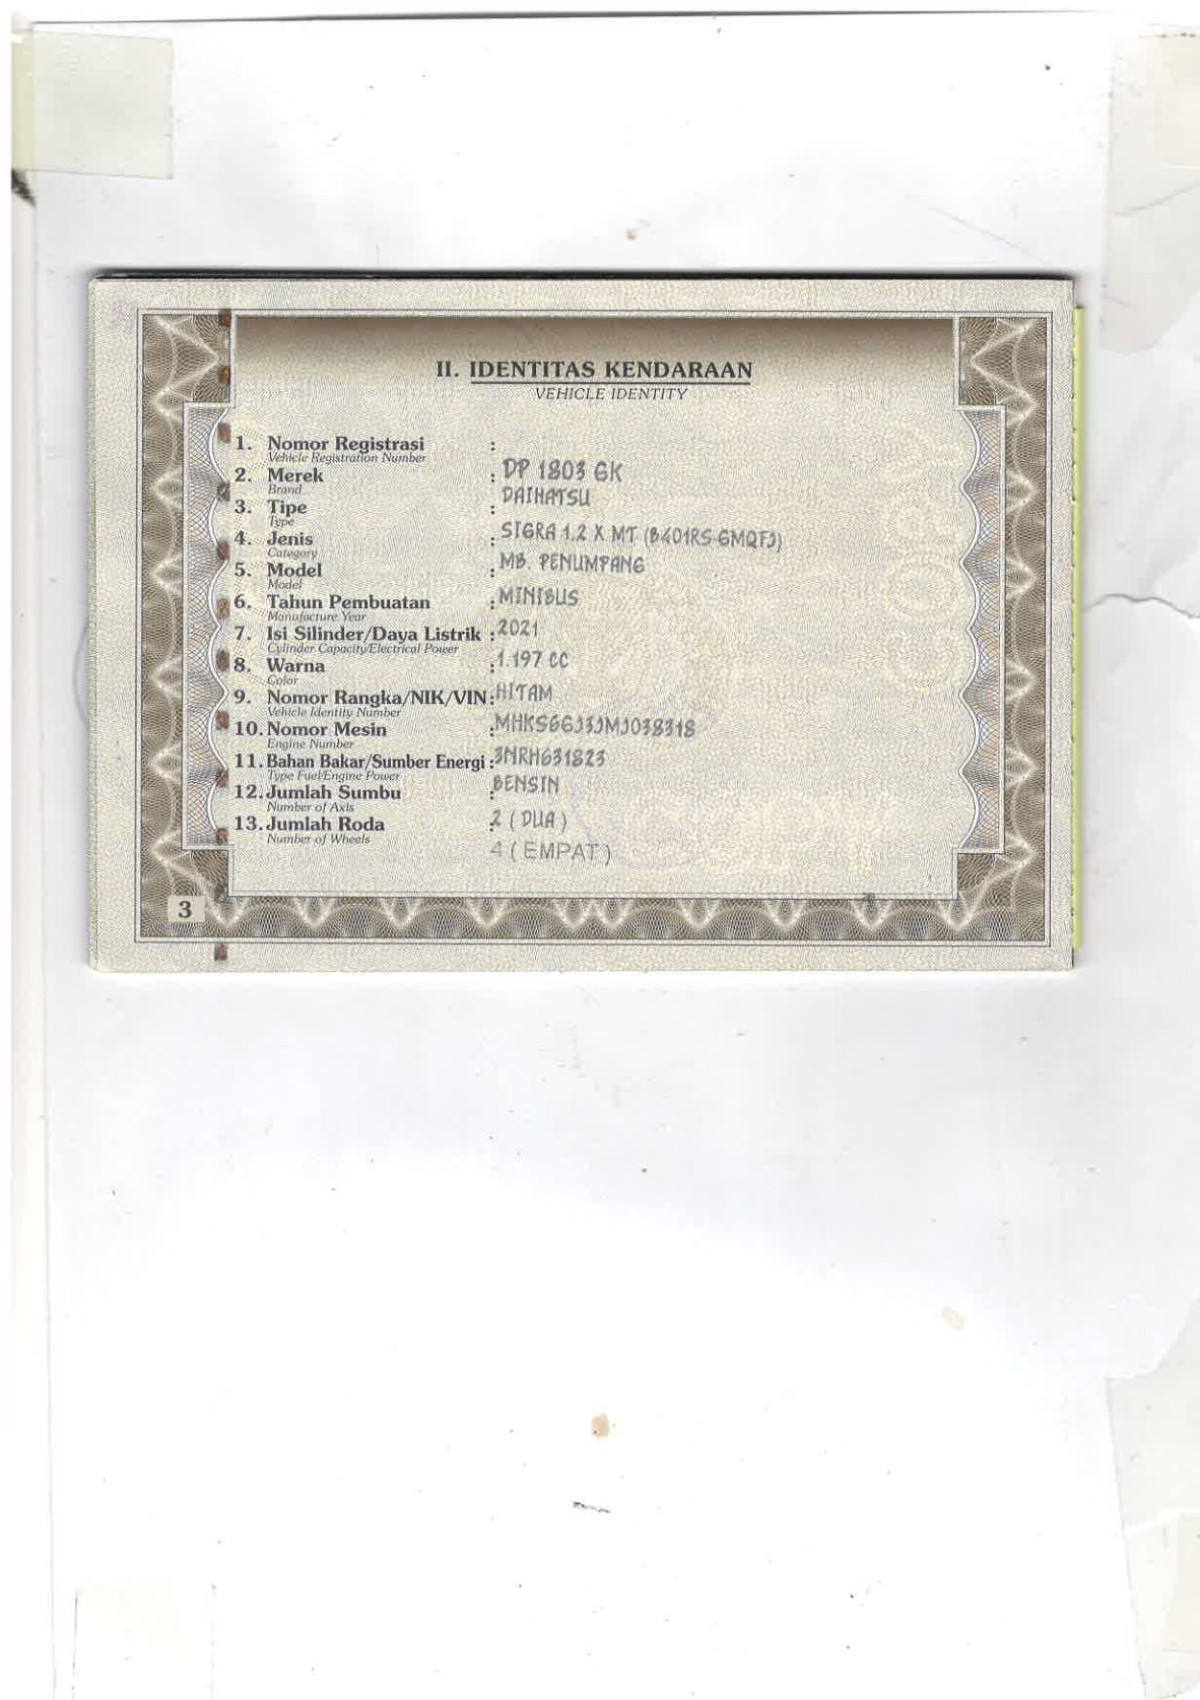 II. IDENTITAS KENDARAAN
VEHICLE IDENTITY
1. Nomor Registrasi :
Vehicle Registration Number
DP 1803 GK
2. Merek :
Brand
DAIHATSU
3. Tipe :
Type
SIGRA 1.2 X MT (B401RS-GMQFJ)
4. Jenis :
Category
MB. PENUMPANG
5. Model :
Model
MINIBUS
6. Tahun Pembuatan :
Manufacture Year
2021
7. Isi Silinder/Daya Listrik :
Cylinder Capacity/Electrical Power
1.197 CC
8. Warna :
Color
HITAM
9. Nomor Rangka/NIK/VIN :
Vehicle Identity Number
MHKS6GJ3JMJ038318
10. Nomor Mesin :
Engine Number
3NRH631823
11. Bahan Bakar/Sumber Energi :
Type Fuel/Engine Power
BENSIN
12. Jumlah Sumbu :
Number of Axis
2 ( DUA )
13. Jumlah Roda :
Number of Wheels
4 ( EMPAT )
3